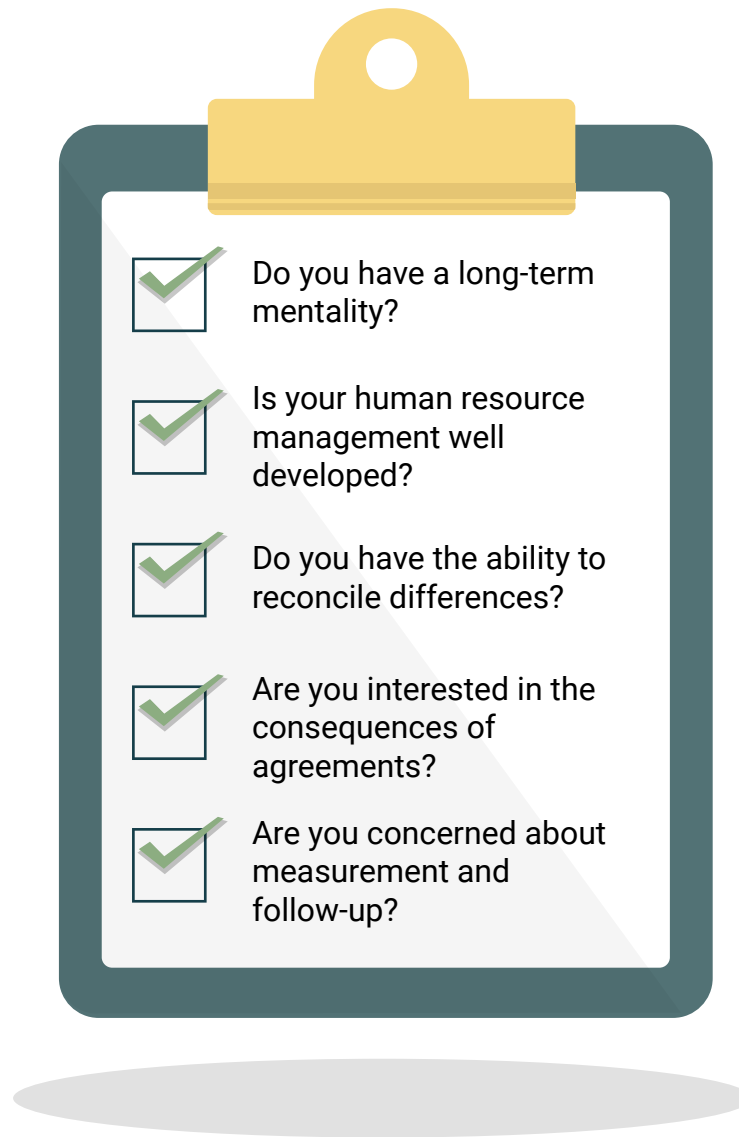 Do you have a long-term
mentality?
Is your human resource
management well
developed?
Do you have the ability to
reconcile differences?
Are you interested in the
consequences of
agreements?
Are you concerned about
measurement and
follow-up?